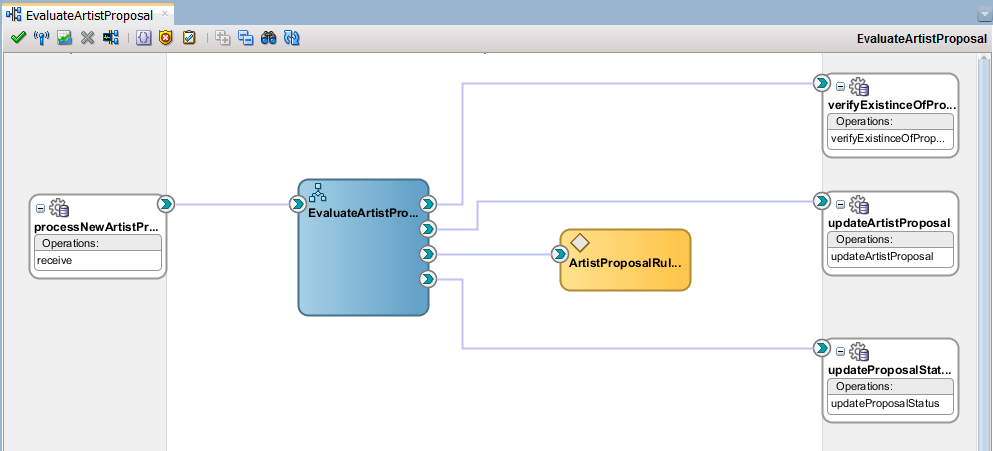 EvaluateArtistProposal
EvaluateArtistProposal
verifyExistinceOfPro...
Operations:
verifyExistinceOfProp...
processNewArtistPr...
Operations:
receive
EvaluateArtistPro...
updateArtistProposal
Operations:
updateArtistProposal
ArtistProposalRul...
updateProposalStat...
Operations:
updateProposalStatus